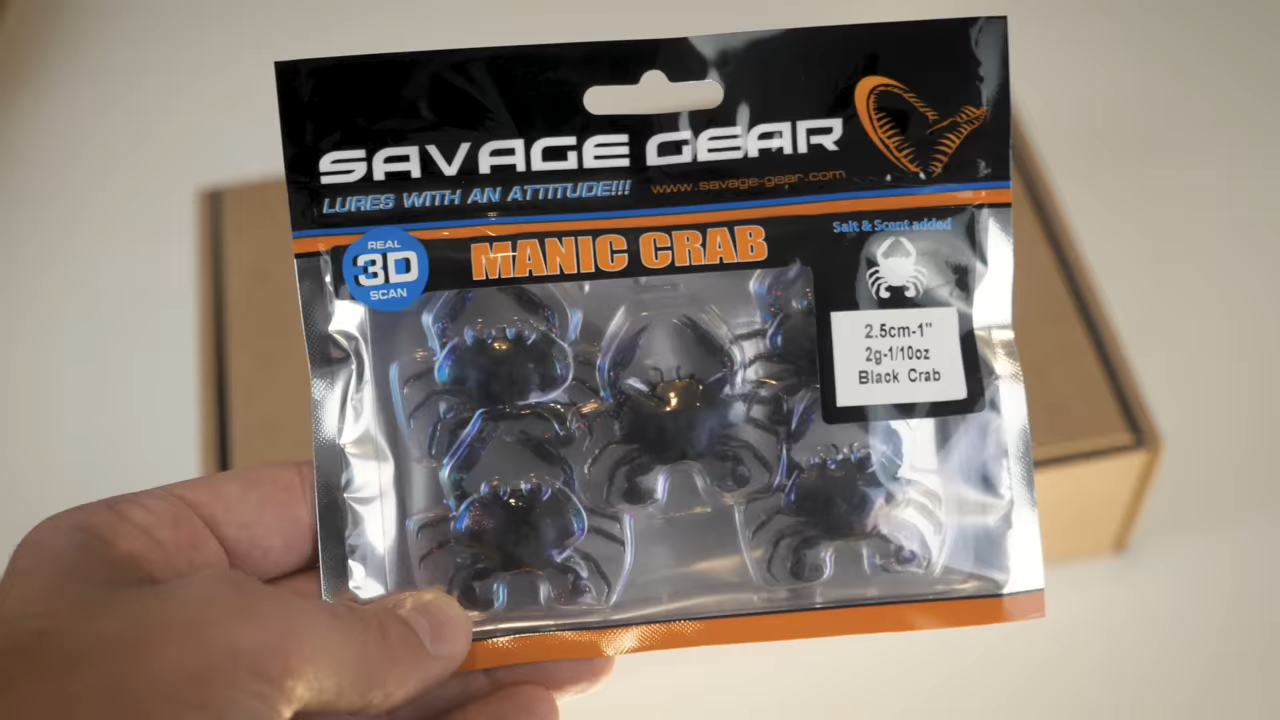 SAVAGE GEAR
LURES WITH AN ATTITUDE!!! www.savage-gear.com
REAL
3D
SCAN
MANIC CRAB
Salt & Scent added
2.5cm-1"
2g-1/10oz
Black Crab